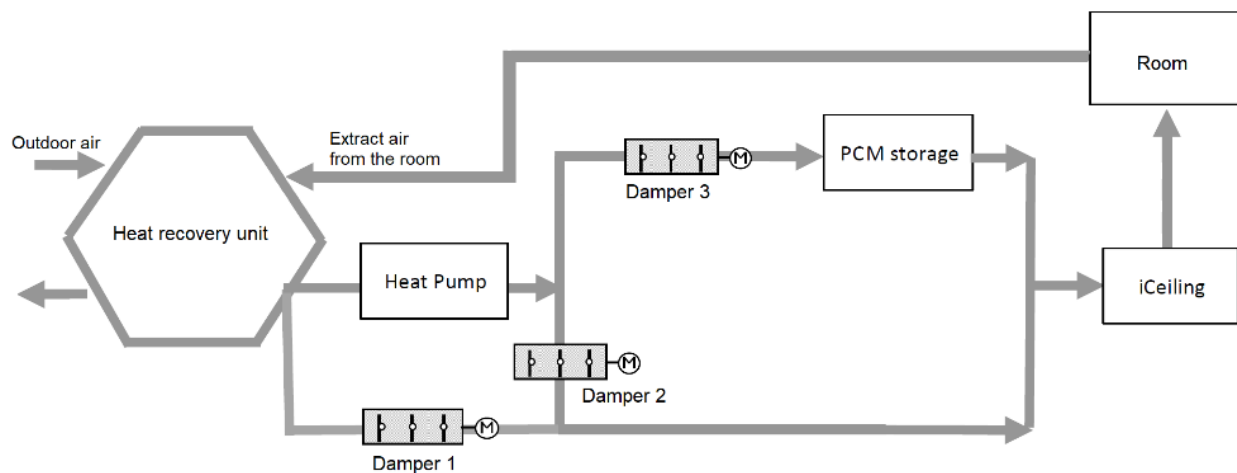 Room
Outdoor air
Extract air
from the room
M
PCM storage
Damper 3
Heat recovery unit
Heat Pump
iCeiling
M
Damper 2
M
Damper 1